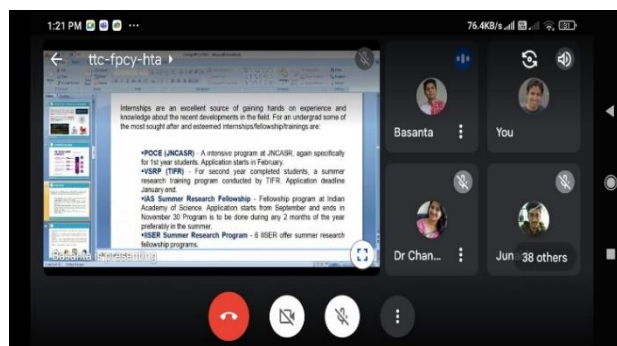 1:21 PM ...
76.4KB/s
ttc-fpcy-hta
Internships are an excellent source of gaining hands on experience and
knowledge about the recent developments in the field. For an undergrad some of
the most sought after and esteemed internships/fellowship/trainings are:
•POCE (JNCASR) - A intensive program at JNCASR, again specifically
for 1st year students. Application starts in February.
•VSRP (TIFR) - For second year completed students, a summer
research training program conducted by TIFR. Application deadline
January end.
•IAS Summer Research Fellowship - Fellowship program at Indian
Academy of Science. Application starts from September and ends in
November 30 Program is to be done during any 2 months of the year
preferably in the summer.
•IISER Summer Research Program - 6 IISER offer summer research
fellowship programs.
Basanta is presenting
Basanta
You
Dr Chan...
Jun
38 others